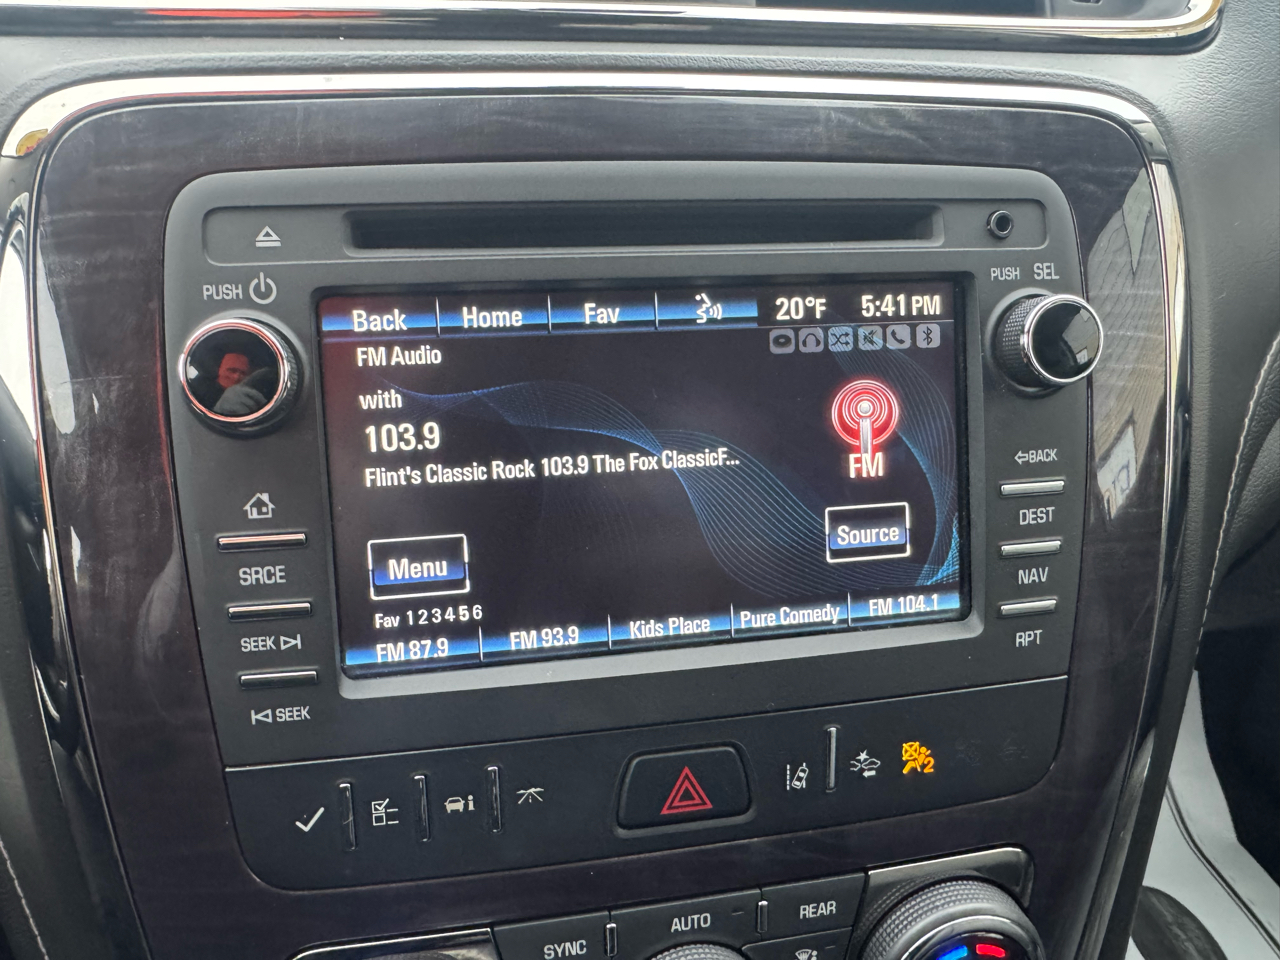 PUSH
PUSH SEL
Back Home Fav 20°F 5:41 PM
FM Audio
with
103.9
Flint's Classic Rock 103.9 The Fox ClassicF...
FM
Menu
Source
Fav 1 2 3 4 5 6
FM 87.9 FM 93.9 Kids Place Pure Comedy FM 104.1
SRCE
SEEK
SEEK
BACK
DEST
NAV
RPT
2
SYNC
AUTO
REAR